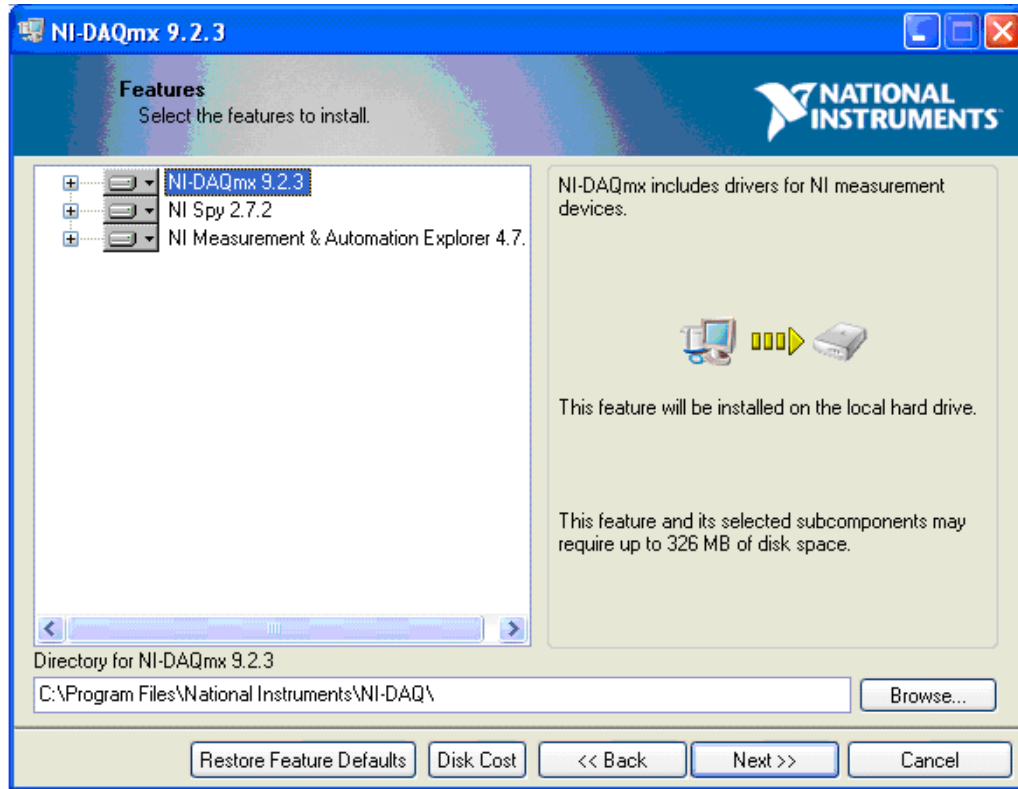 NI-DAQmx 9.2.3
Features
Select the features to install.
NATIONAL
INSTRUMENTS
NI-DAQmx 9.2.3
NI Spy 2.7.2
NI Measurement & Automation Explorer 4.7.
NI-DAQmx includes drivers for NI measurement
devices.
This feature will be installed on the local hard drive.
This feature and its selected subcomponents may
require up to 326 MB of disk space.
Directory for NI-DAQmx 9.2.3
C:\Program Files\National Instruments\NI-DAQ\
Browse...
Restore Feature Defaults
Disk Cost
<< Back
Next >>
Cancel